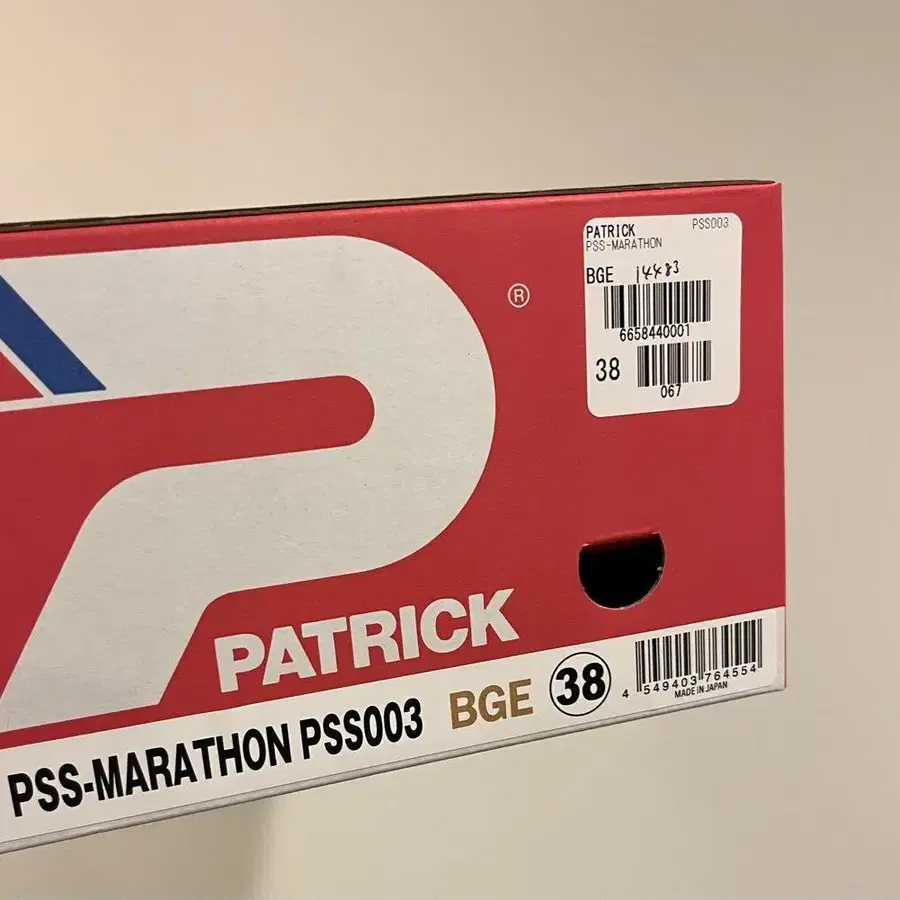 PATRICK PSS003
PSS-MARATHON
BGE 14483
6658440001
38
067
®
PATRICK
PSS-MARATHON PSS003 BGE 38
4 549403 764554
MADE IN JAPAN